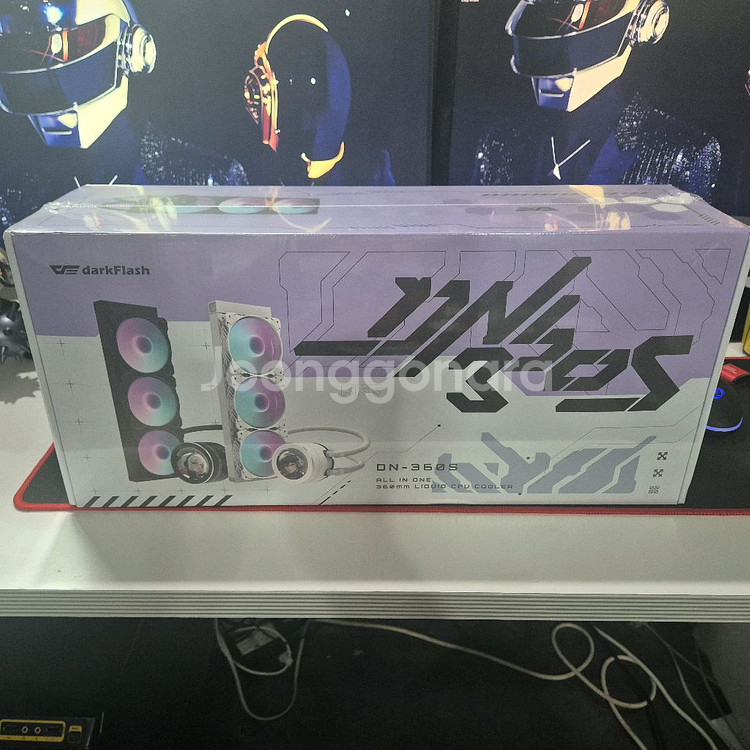 darkFlash
DN-360S
Joonggonara
DN-360S
ALL IN ONE
360mm LIQUID CPU COOLER